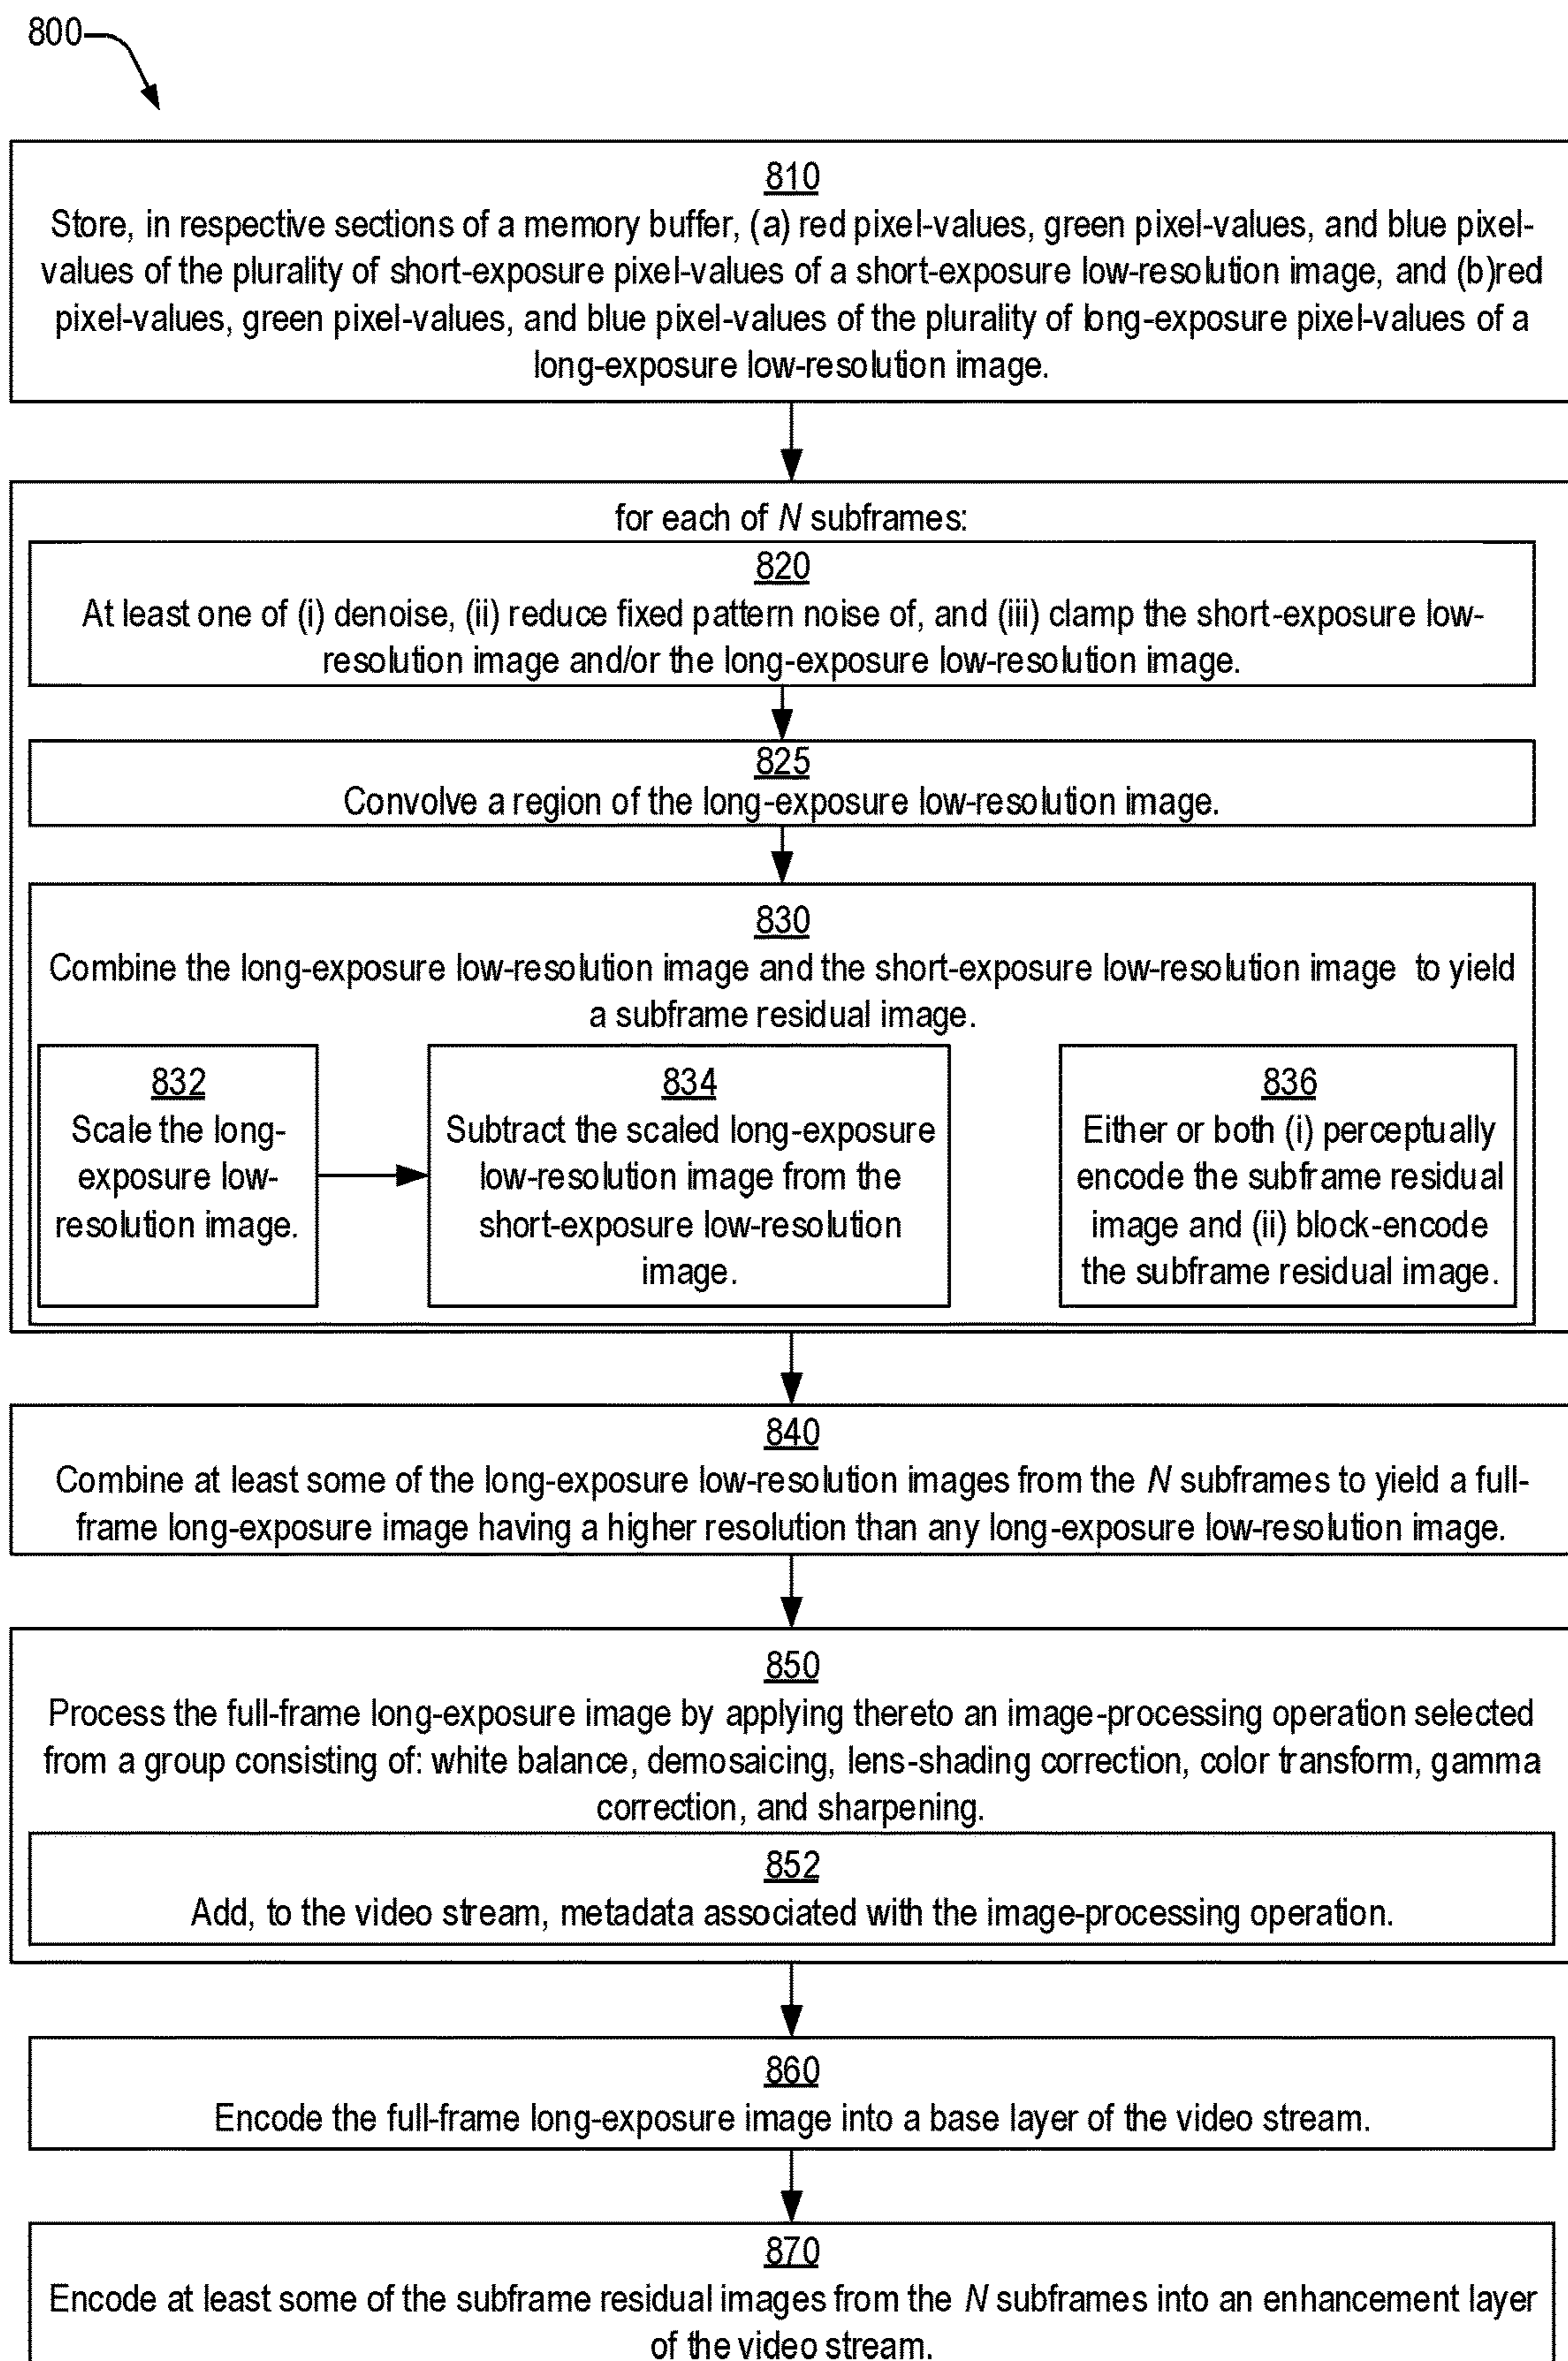 800
810
Store, in respective sections of a memory buffer, (a) red pixel-values, green pixel-values, and blue pixel-
values of the plurality of short-exposure pixel-values of a short-exposure low-resolution image, and (b)red
pixel-values, green pixel-values, and blue pixel-values of the plurality of long-exposure pixel-values of a
long-exposure low-resolution image.
for each of N subframes:
820
At least one of (i) denoise, (ii) reduce fixed pattern noise of, and (iii) clamp the short-exposure low-
resolution image and/or the long-exposure low-resolution image.
825
Convolve a region of the long-exposure low-resolution image.
830
Combine the long-exposure low-resolution image and the short-exposure low-resolution image to yield
a subframe residual image.
832
Scale the long-
exposure low-
resolution image.
834
Subtract the scaled long-exposure
low-resolution image from the
short-exposure low-resolution
image.
836
Either or both (i) perceptually
encode the subframe residual
image and (ii) block-encode
the subframe residual image.
840
Combine at least some of the long-exposure low-resolution images from the N subframes to yield a full-
frame long-exposure image having a higher resolution than any long-exposure low-resolution image.
850
Process the full-frame long-exposure image by applying thereto an image-processing operation selected
from a group consisting of: white balance, demosaicing, lens-shading correction, color transform, gamma
correction, and sharpening.
852
Add, to the video stream, metadata associated with the image-processing operation.
860
Encode the full-frame long-exposure image into a base layer of the video stream.
870
Encode at least some of the subframe residual images from the N subframes into an enhancement layer
of the video stream.